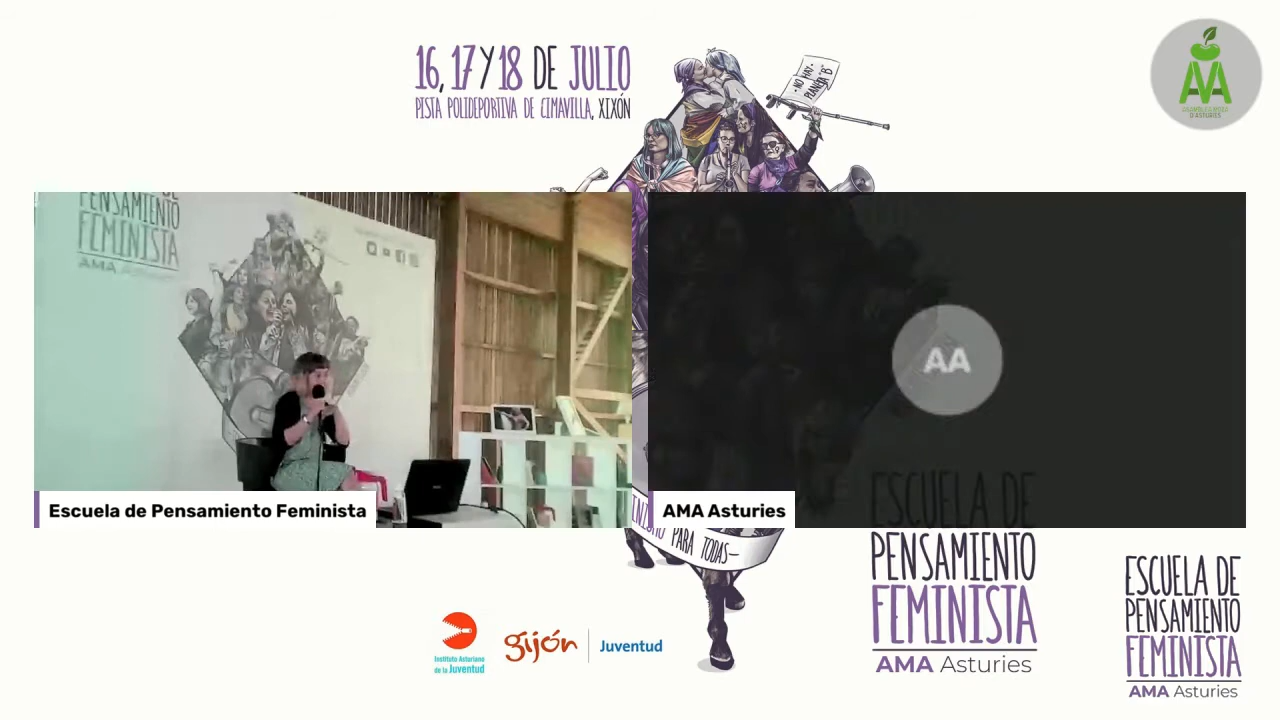 16, 17 Y 18 DE JULIO
PISTA POLIDEPORTIVA DE CIMAVILLA, XIXÓN
NO HAY
PLANETA "B"
AA
PENSAMIENTO
FEMINISTA
AMA Asturies
AA
Escuela de Pensamiento Feminista
AMA Asturies
PARA TODAS
ESCUELA DE
PENSAMIENTO
FEMINISTA
AMA Asturies
ESCUELA DE
PENSAMIENTO
FEMINISTA
AMA Asturies
Instituto Asturiano
de la Juventud
gijón
Juventud